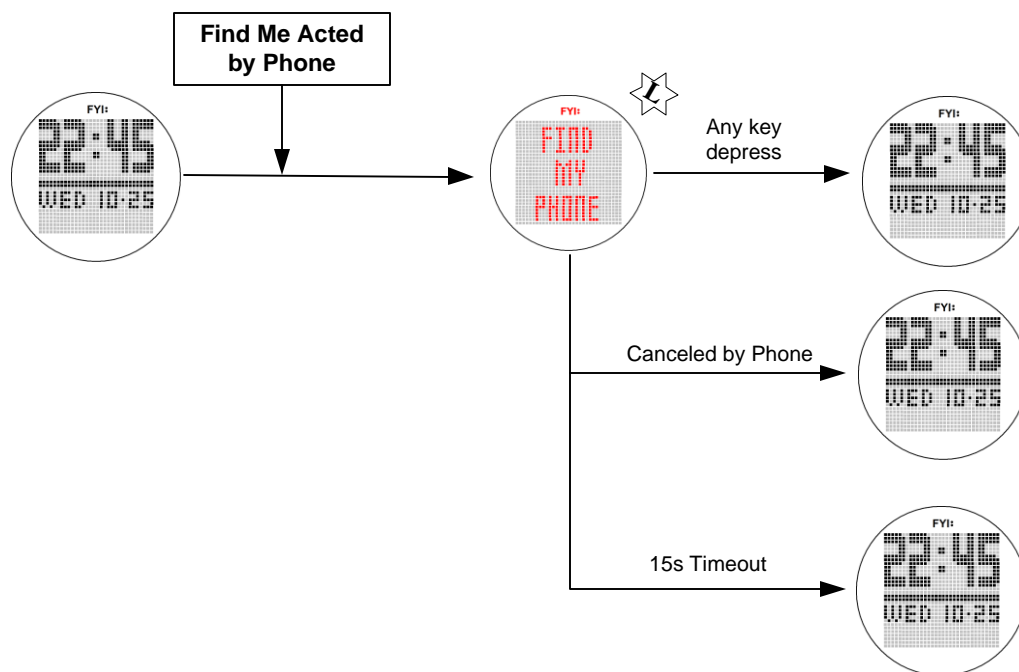 Find Me Acted
by Phone
FYI:
22:45
WED 10·25
FYI:
FIND
MY
PHONE
L
Any key
depress
FYI:
22:45
WED 10·25
Canceled by Phone
FYI:
22:45
WED 10·25
15s Timeout
FYI:
22:45
WED 10·25